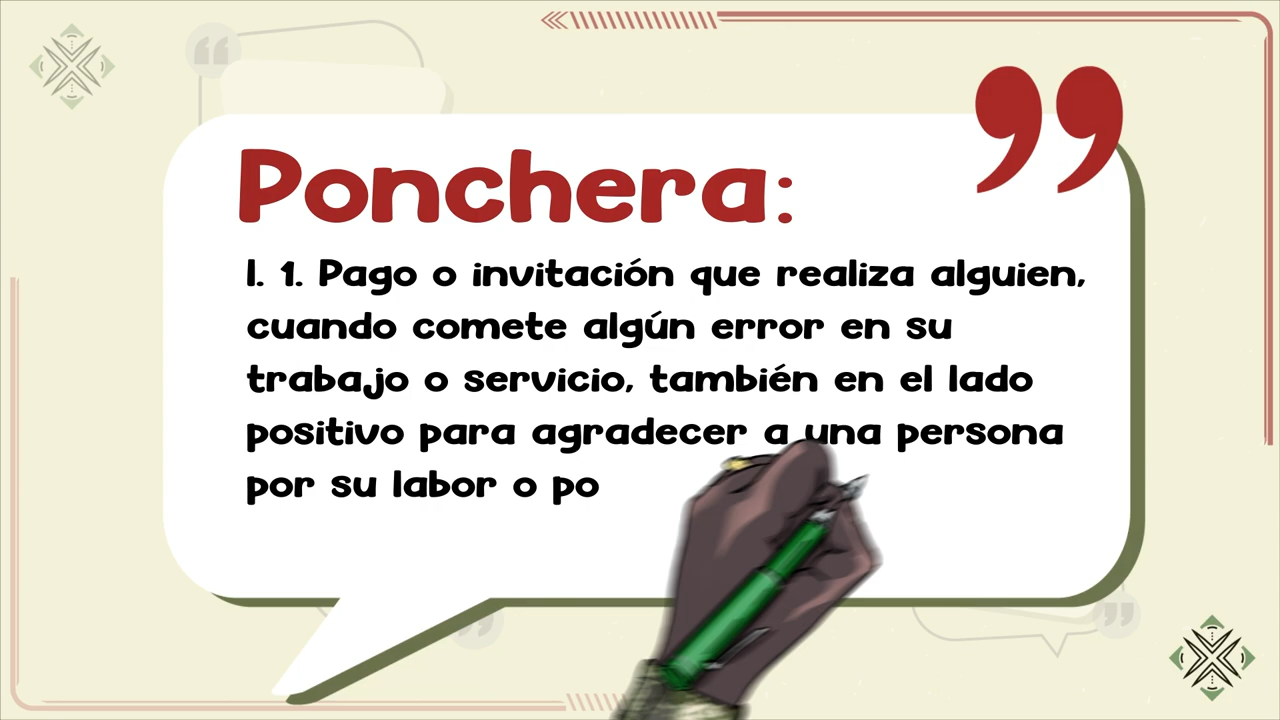 Ponchera:
1. 1. Pago o invitación que realiza alguien,
cuando comete algún error en su
trabajo o servicio, también en el lado
positivo para agradecer a una persona
por su labor o po